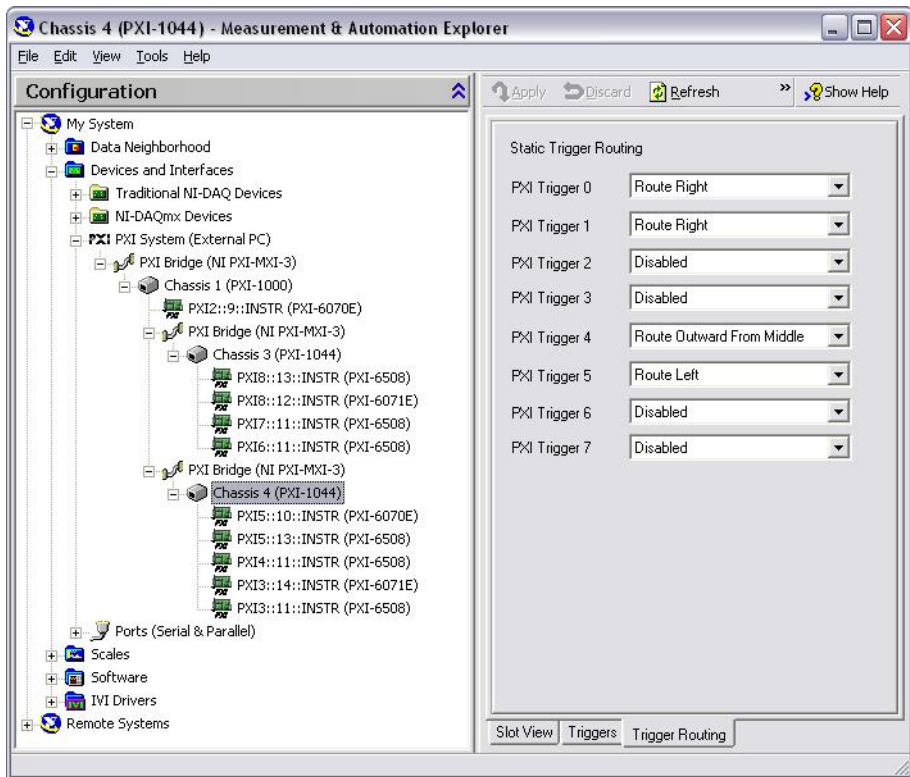 Chassis 4 (PXI-1044) - Measurement & Automation Explorer
File Edit View Tools Help
Configuration
Apply Discard Refresh » Show Help
My System
Data Neighborhood
Devices and Interfaces
Traditional NI-DAQ Devices
NI-DAQmx Devices
PXI PXI System (External PC)
PXI Bridge (NI PXI-MXI-3)
Chassis 1 (PXI-1000)
PXI2::9::INSTR (PXI-6070E)
PXI Bridge (NI PXI-MXI-3)
Chassis 3 (PXI-1044)
PXI8::13::INSTR (PXI-6508)
PXI8::12::INSTR (PXI-6071E)
PXI7::11::INSTR (PXI-6508)
PXI6::11::INSTR (PXI-6508)
PXI Bridge (NI PXI-MXI-3)
Chassis 4 (PXI-1044)
PXI5::10::INSTR (PXI-6070E)
PXI5::13::INSTR (PXI-6508)
PXI4::11::INSTR (PXI-6508)
PXI3::14::INSTR (PXI-6071E)
PXI3::11::INSTR (PXI-6508)
Ports (Serial & Parallel)
Scales
Software
IVI Drivers
Remote Systems
Static Trigger Routing
PXI Trigger 0 Route Right
PXI Trigger 1 Route Right
PXI Trigger 2 Disabled
PXI Trigger 3 Disabled
PXI Trigger 4 Route Outward From Middle
PXI Trigger 5 Route Left
PXI Trigger 6 Disabled
PXI Trigger 7 Disabled
Slot View Triggers Trigger Routing